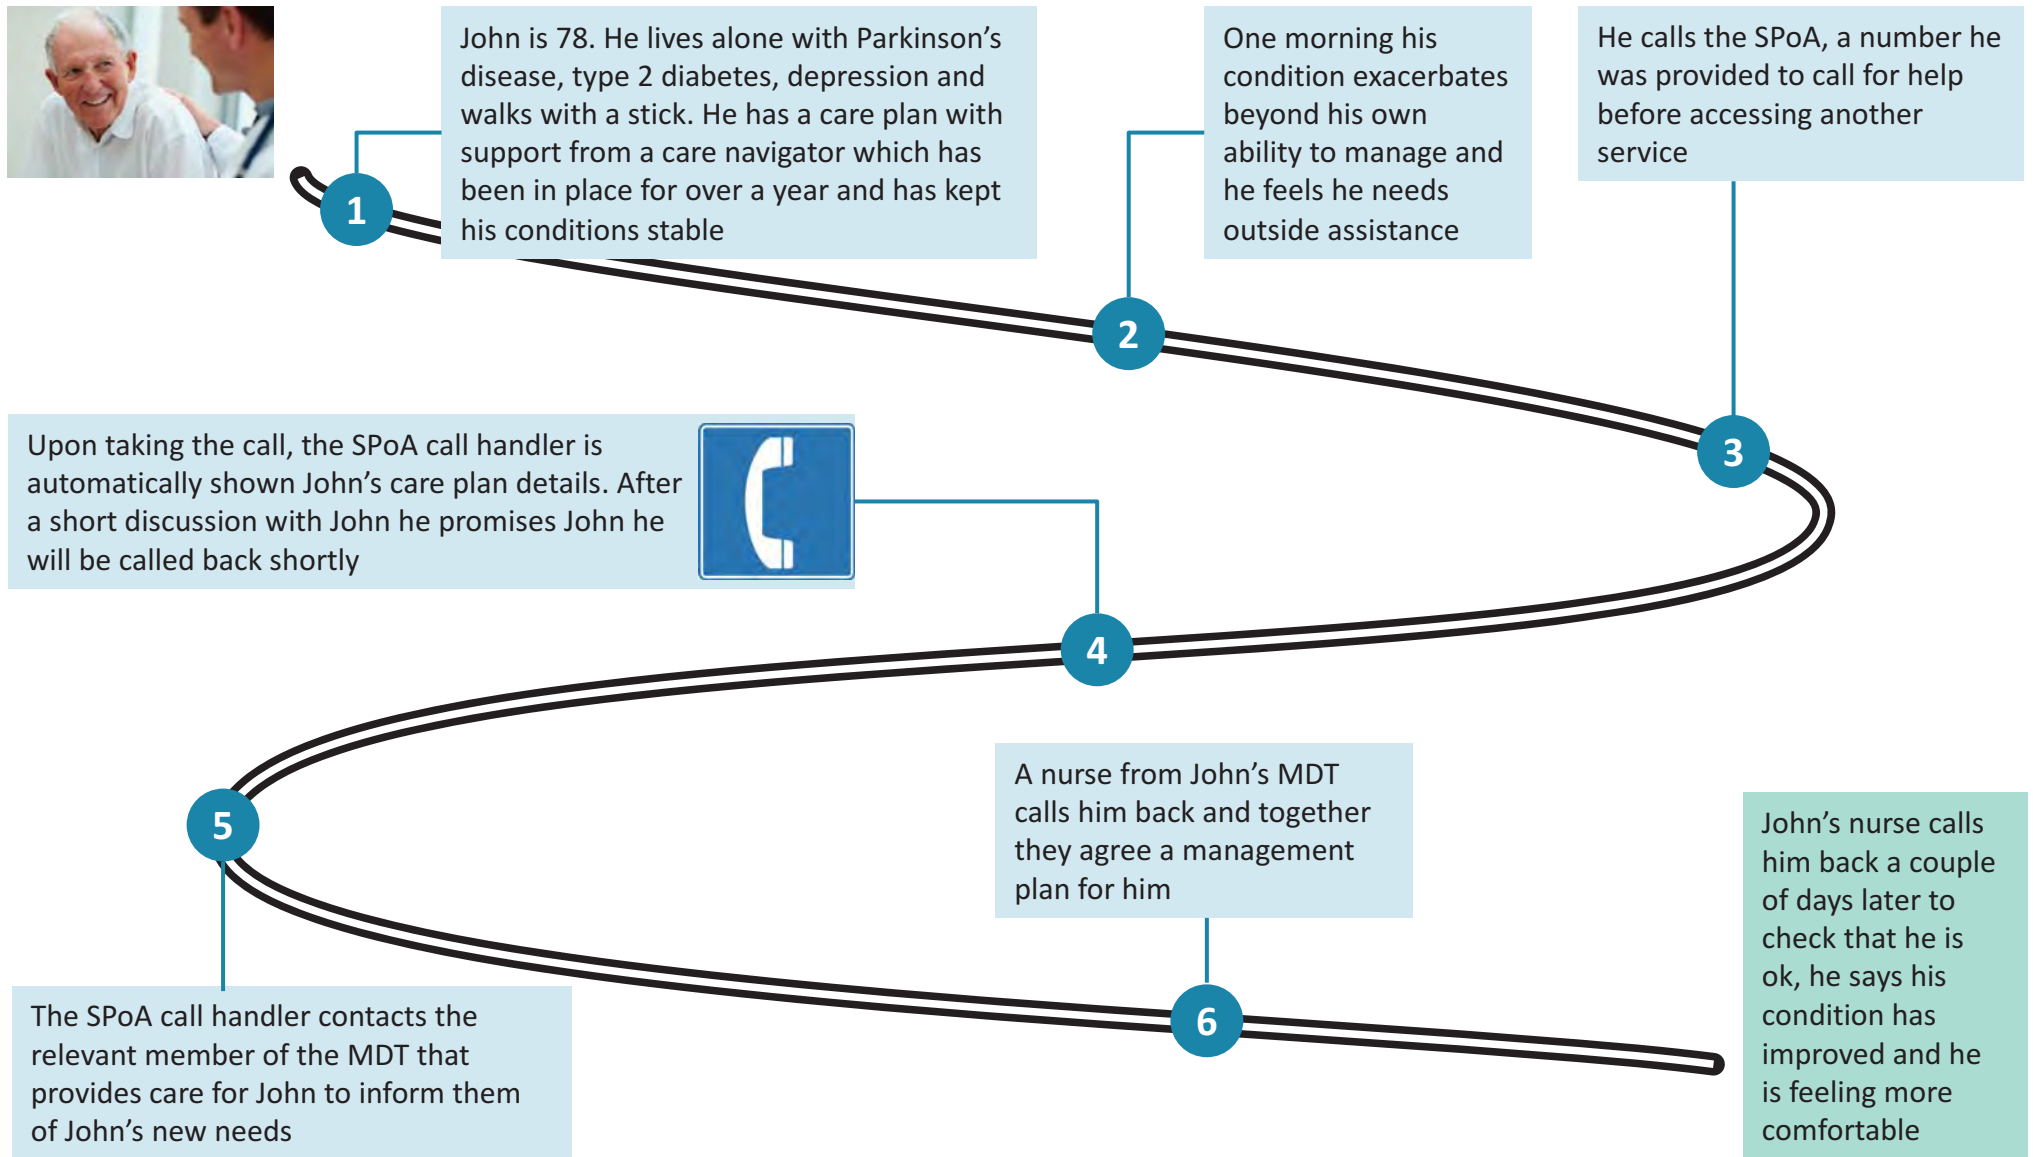 John is 78. He lives alone with Parkinson’s
disease, type 2 diabetes, depression and
walks with a stick. He has a care plan with
support from a care navigator which has
been in place for over a year and has kept
his conditions stable
One morning his
condition exacerbates
beyond his own
ability to manage and
he feels he needs
outside assistance
He calls the SPoA, a number he
was provided to call for help
before accessing another
service
1
2
3
Upon taking the call, the SPoA call handler is
automatically shown John’s care plan details. After
a short discussion with John he promises John he
will be called back shortly
4
5
The SPoA call handler contacts the
relevant member of the MDT that
provides care for John to inform them
of John’s new needs
A nurse from John’s MDT
calls him back and together
they agree a management
plan for him
6
John’s nurse calls
him back a couple
of days later to
check that he is
ok, he says his
condition has
improved and he
is feeling more
comfortable